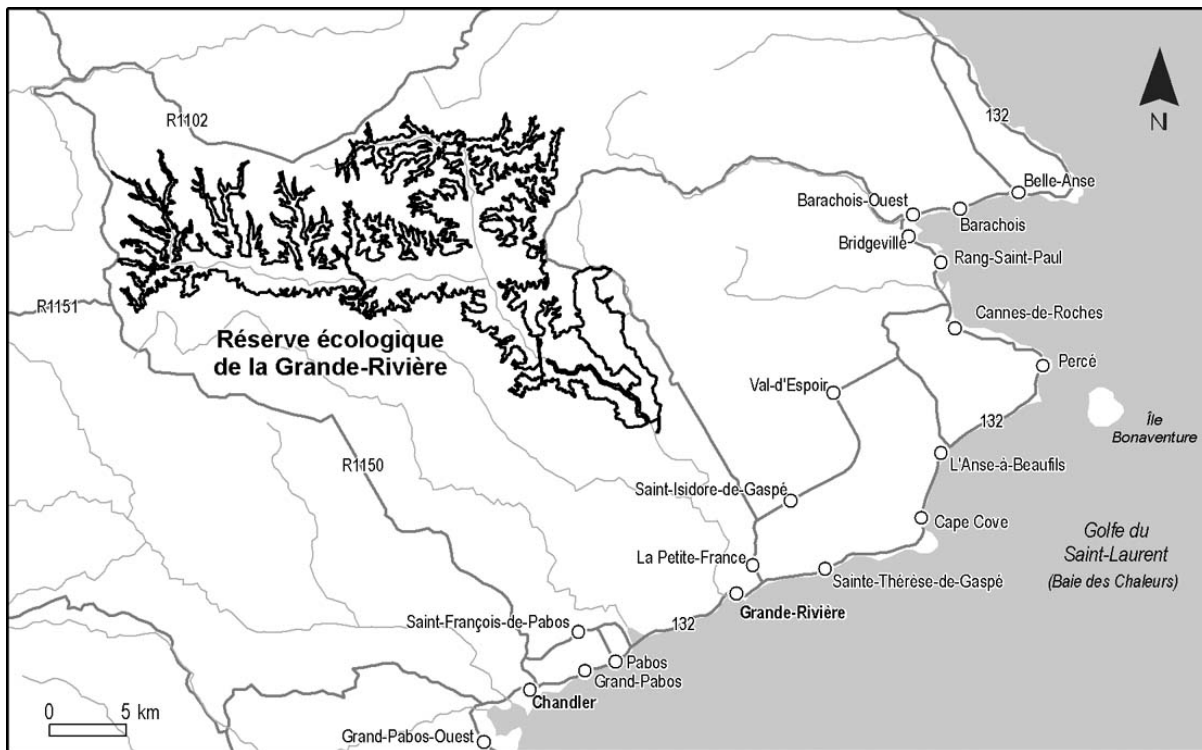 R1102
132
N
Belle-Anse
Barachois-Ouest
Barachois
Bridgeville
Rang-Saint-Paul
R1151
Cannes-de-Roches
Réserve écologique
de la Grande-Rivière
Percé
Val-d'Espoir
132
Île
Bonaventure
R1150
L'Anse-à-Beaufils
Saint-Isidore-de-Gaspé
Cape Cove
Golfe du
Saint-Laurent
(Baie des Chaleurs)
La Petite-France
Sainte-Thérèse-de-Gaspé
Grande-Rivière
Saint-François-de-Pabos
132
Pabos
Grand-Pabos
Chandler
0 5 km
Grand-Pabos-Ouest